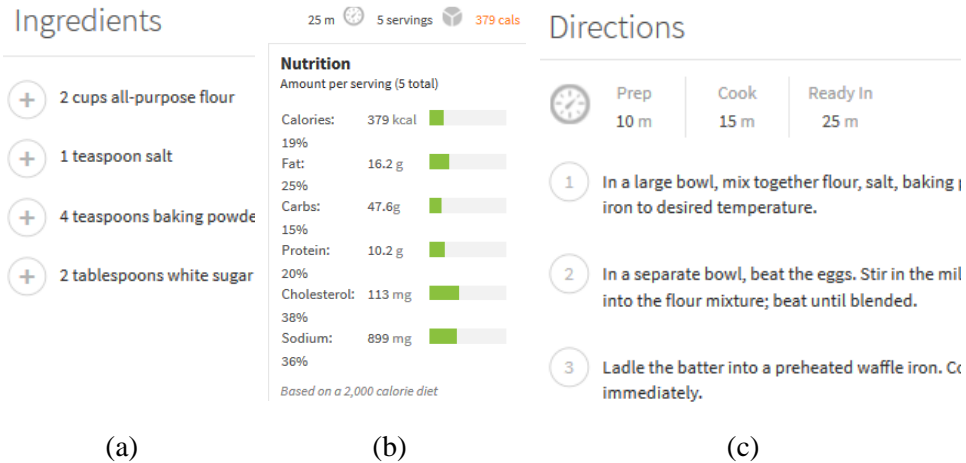 Ingredients
2 cups all-purpose flour
1 teaspoon salt
4 teaspoons baking powde
2 tablespoons white sugar
(a)
25 m 5 servings 379 cals
Nutrition
Amount per serving (5 total)
Calories: 379 kcal
19%
Fat: 16.2 g
25%
Carbs: 47.6g
15%
Protein: 10.2 g
20%
Cholesterol: 113 mg
38%
Sodium: 899 mg
36%
Based on a 2,000 calorie diet
(b)
Directions
Prep Cook Ready In
10 m 15 m 25 m
1 In a large bowl, mix together flour, salt, baking p
iron to desired temperature.
2 In a separate bowl, beat the eggs. Stir in the mil
into the flour mixture; beat until blended.
3 Ladle the batter into a preheated waffle iron. Co
immediately.
(c)